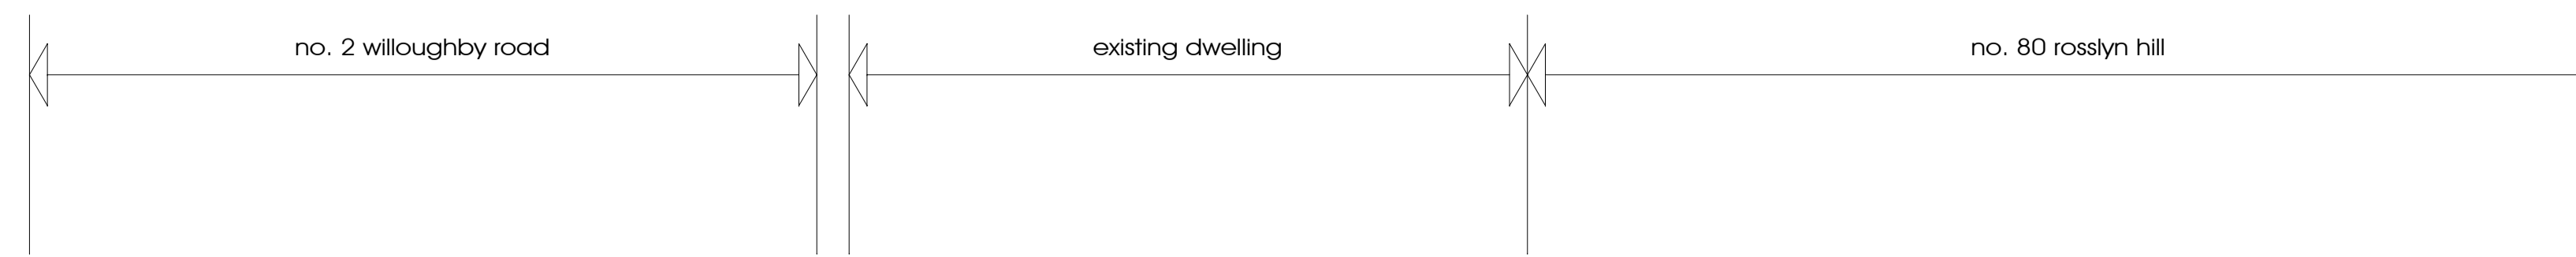 no. 2 willoughby road
existing dwelling
no. 80 rosslyn hill